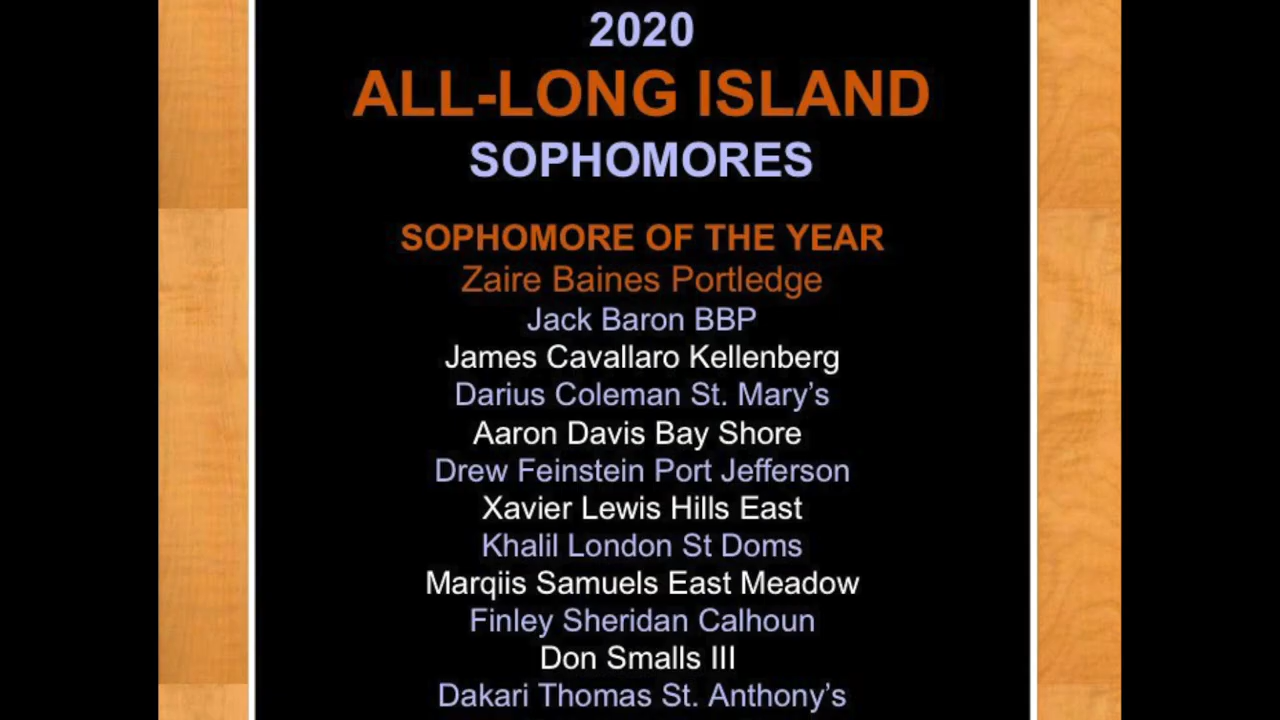 2020
ALL-LONG ISLAND
SOPHOMORES
SOPHOMORE OF THE YEAR
Zaire Baines Portledge
Jack Baron BBP
James Cavallaro Kellenberg
Darius Coleman St. Mary’s
Aaron Davis Bay Shore
Drew Feinstein Port Jefferson
Xavier Lewis Hills East
Khalil London St Doms
Marqiis Samuels East Meadow
Finley Sheridan Calhoun
Don Smalls III
Dakari Thomas St. Anthony’s